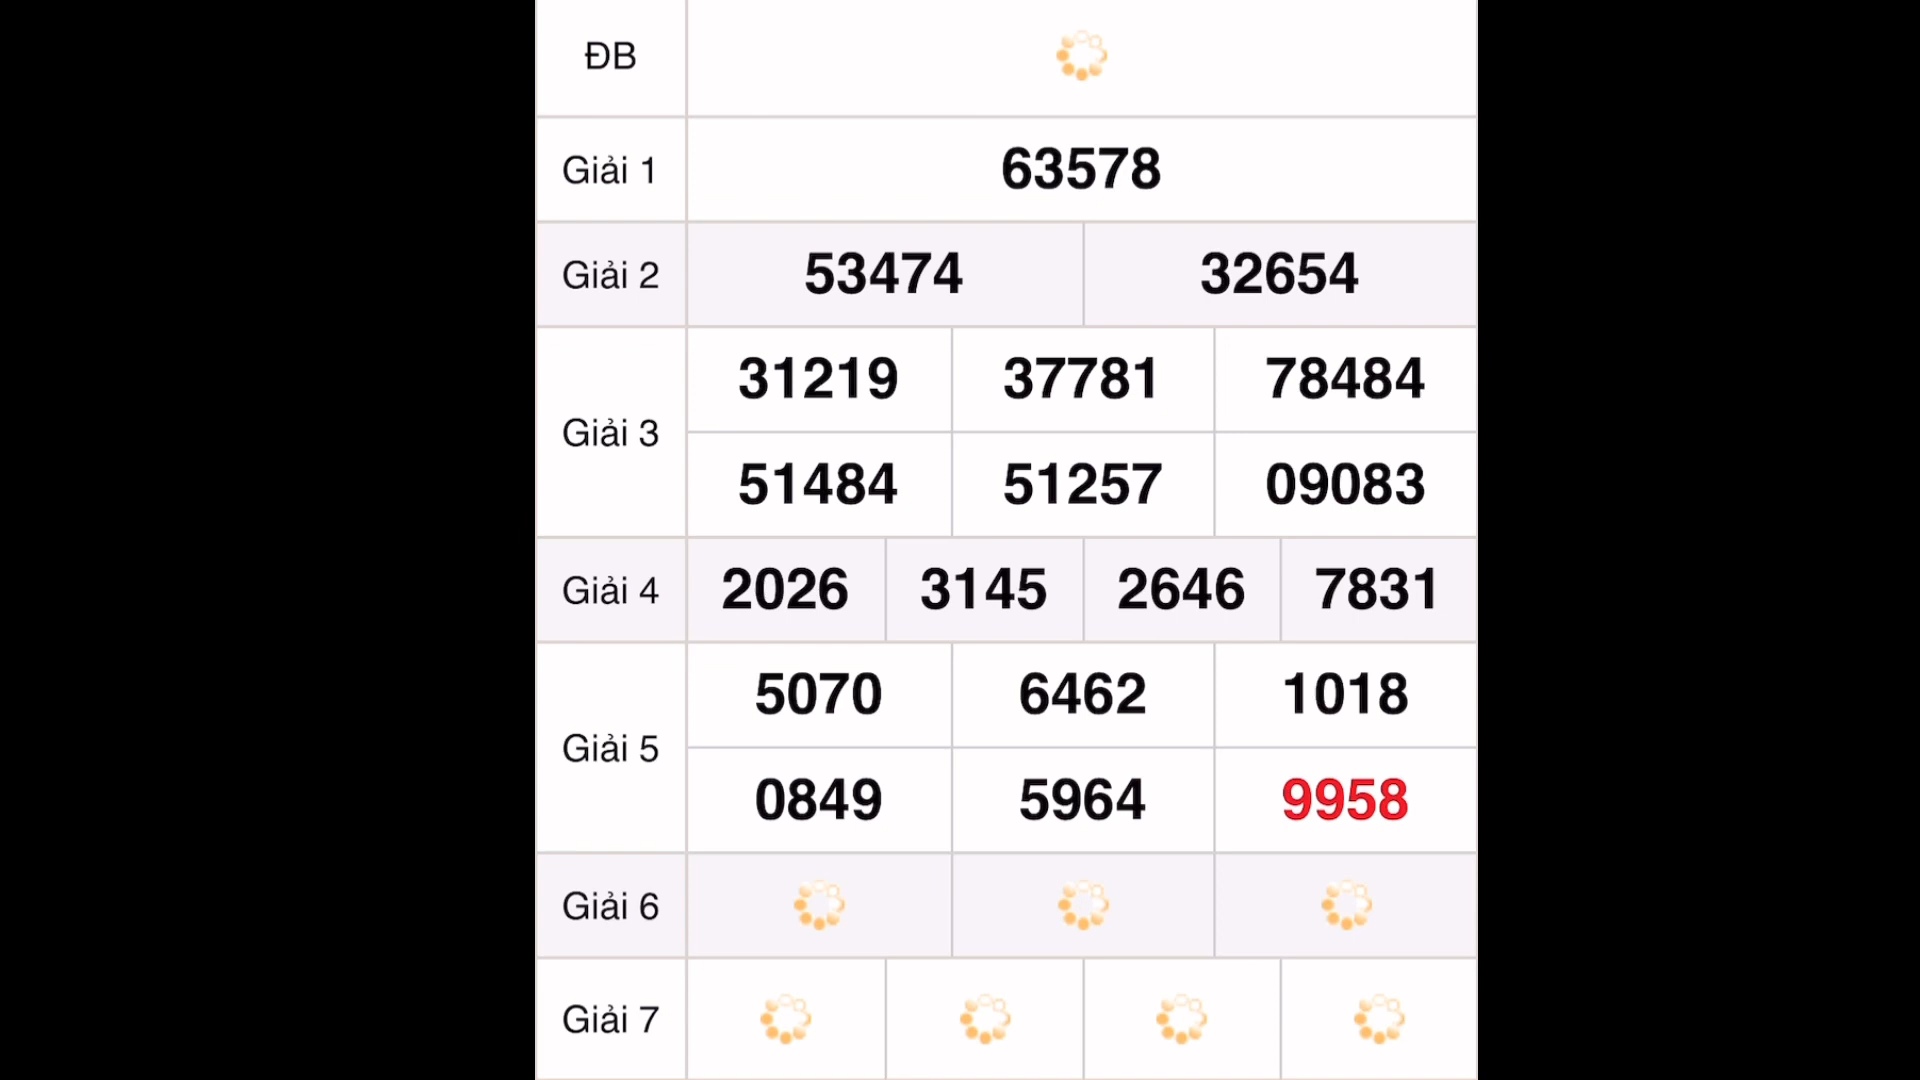 ĐB
Giải 1
63578
Giải 2
53474 32654
Giải 3
31219 37781 78484
51484 51257 09083
Giải 4
2026 3145 2646 7831
Giải 5
5070 6462 1018
0849 5964 9958
Giải 6
Giải 7